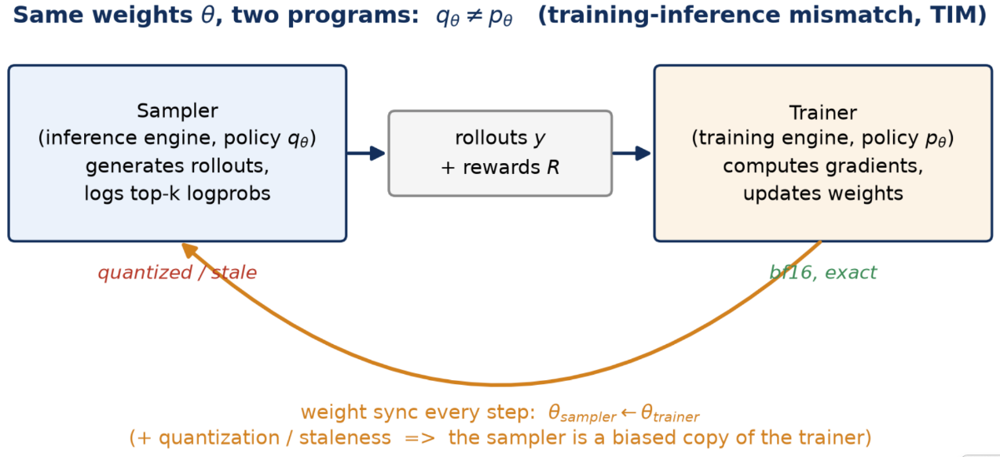 Same weights θ, two programs: qθ ≠ pθ (training-inference mismatch, TIM)
Sampler
(inference engine, policy qθ)
generates rollouts,
logs top-k logprobs
rollouts y
+ rewards R
Trainer
(training engine, policy pθ)
computes gradients,
updates weights
quantized / stale
bf16, exact
weight sync every step: θsampler ← θtrainer
(+ quantization / staleness => the sampler is a biased copy of the trainer)